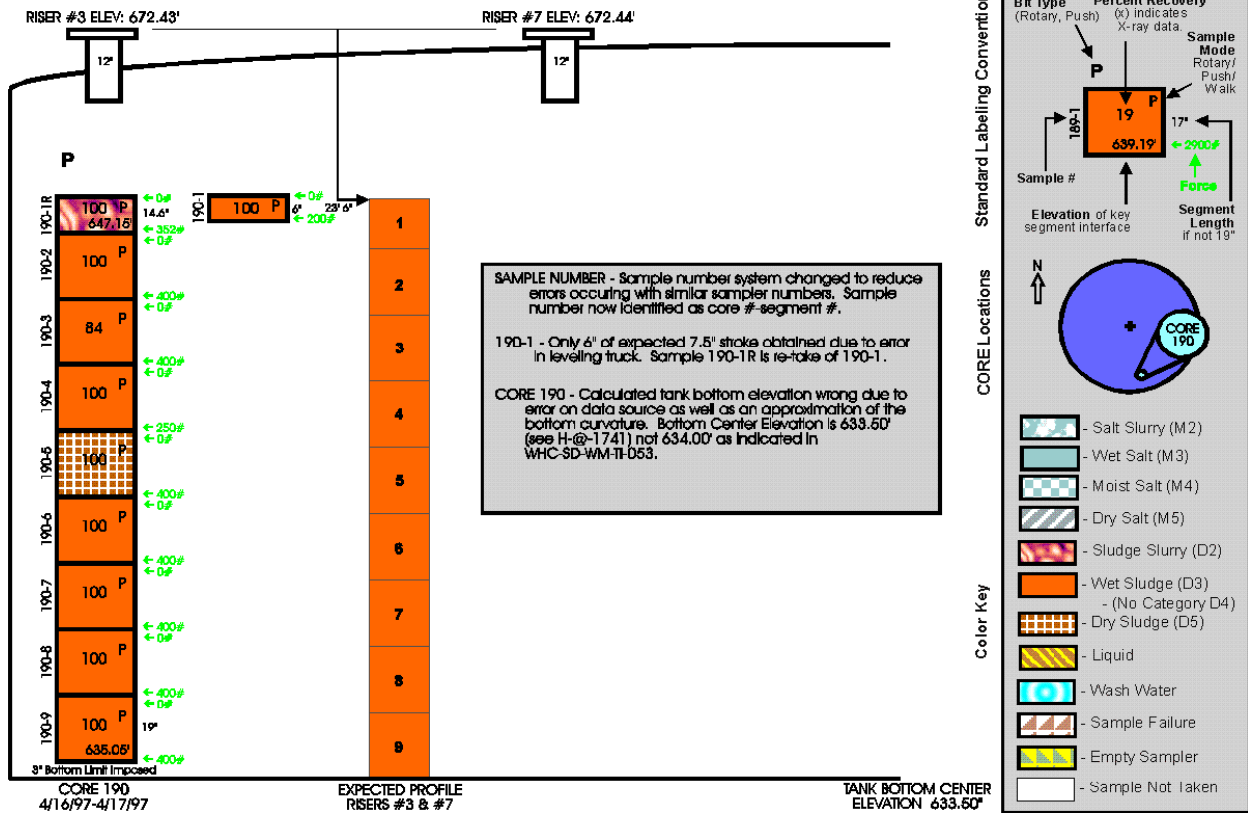 RISER #3 ELEV: 672.43'
RISER #7 ELEV: 672.44'
12"
12"
P
190-1R
100 P
647.15'
14.6"
←0#
←352#
190-1
100 P
6"
←0#
←200#
23' 6"
190-2
100 P
←0#
←400#
190-3
84 P
←0#
←400#
190-4
100 P
←0#
←250#
190-5
100 P
←0#
←400#
190-6
100 P
←0#
←400#
190-7
100 P
←0#
←400#
190-8
100 P
←0#
←400#
190-9
100 P
635.05'
19"
←0#
←400#
3" Bottom Limit Imposed
CORE 190
4/16/97-4/17/97
1
2
3
4
5
6
7
8
9
EXPECTED PROFILE
RISERS #3 & #7
SAMPLE NUMBER - Sample number system changed to reduce
errors occuring with similar sampler numbers. Sample
number now identified as core #-segment #.
190-1 - Only 6" of expected 7.5" stroke obtained due to error
in leveling truck. Sample 190-1R is re-take of 190-1.
CORE 190 - Calculated tank bottom elevation wrong due to
error on data source as well as an approximation of the
bottom curvature. Bottom Center Elevation is 633.50'
(see H-@-1741) not 634.00' as indicated in
WHC-SD-WM-TI-053.
TANK BOTTOM CENTER
ELEVATION 633.50"
Standard Labeling Convention
Bit Type
(Rotary, Push)
Percent Recovery
(x) indicates
X-ray data.
Sample
Mode
Rotary/
Push/
Walk
P
189-1
19 P
639.19'
17"
←2900#
Force
Sample #
Elevation of key
segment interface
Segment
Length
if not 19"
CORE Locations
N
CORE
190
Color Key
- Salt Slurry (M2)
- Wet Salt (M3)
- Moist Salt (M4)
- Dry Salt (M5)
- Sludge Slurry (D2)
- Wet Sludge (D3)
- (No Category D4)
- Dry Sludge (D5)
- Liquid
- Wash Water
- Sample Failure
- Empty Sampler
- Sample Not Taken